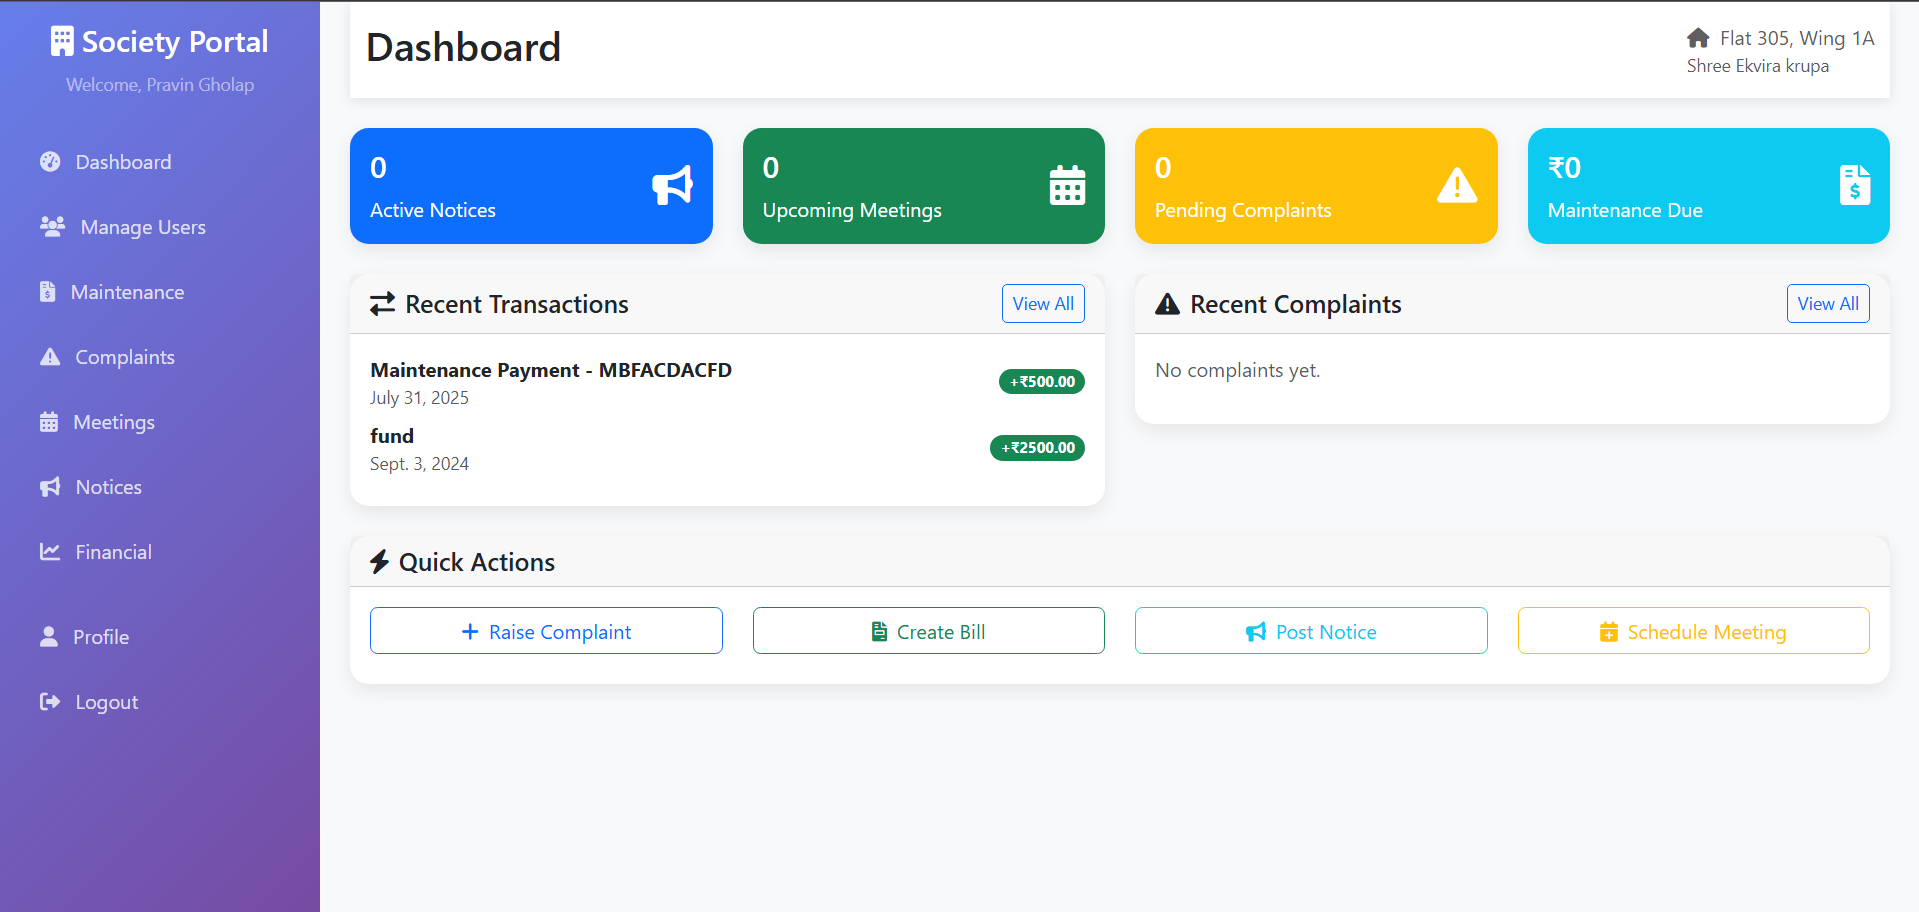 Society Portal
Welcome, Pravin Gholap
Dashboard
Manage Users
Maintenance
Complaints
Meetings
Notices
Financial
Profile
Logout
Dashboard
Flat 305, Wing 1A
Shree Ekvira krupa
0
Active Notices
0
Upcoming Meetings
0
Pending Complaints
₹0
Maintenance Due
Recent Transactions
View All
Maintenance Payment - MBFACDACFD
July 31, 2025
+₹500.00
fund
Sept. 3, 2024
+₹2500.00
Recent Complaints
View All
No complaints yet.
Quick Actions
Raise Complaint
Create Bill
Post Notice
Schedule Meeting